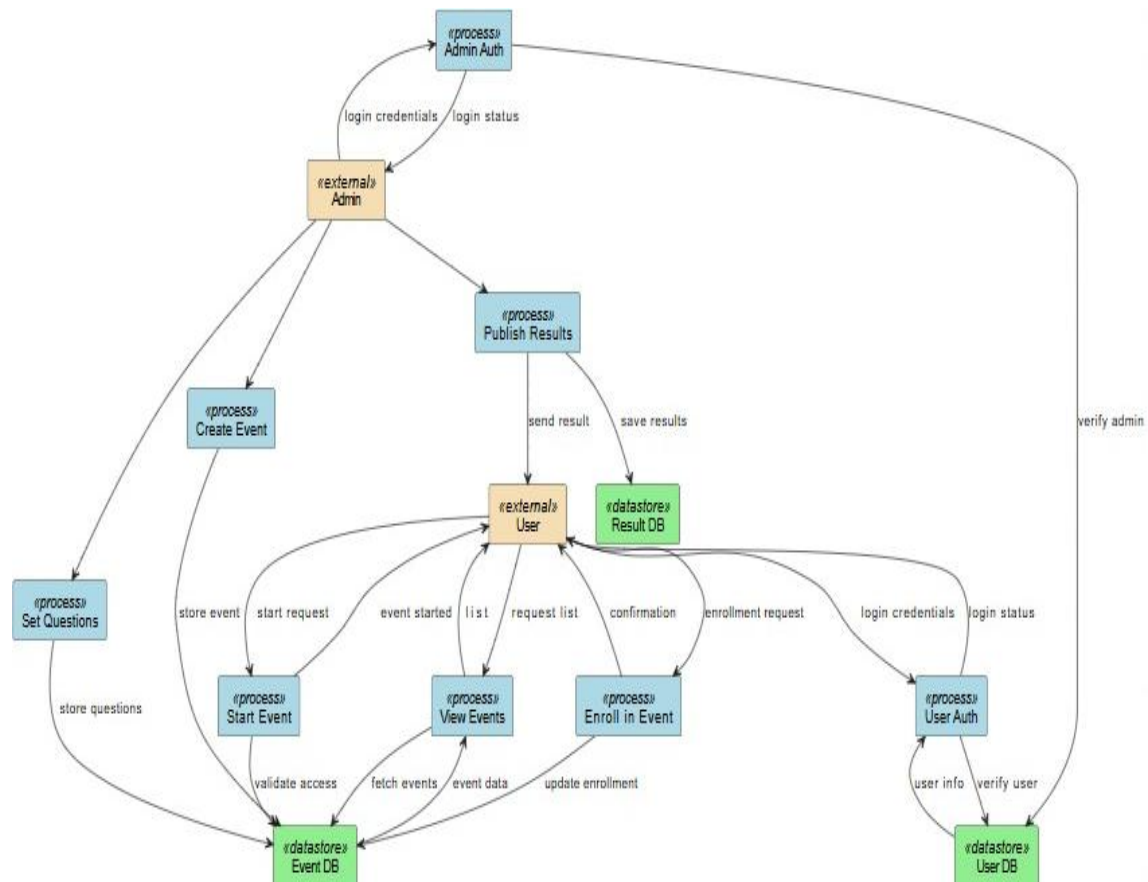 «process»
Admin Auth
login credentials
login status
«external»
Admin
«process»
Publish Results
«process»
Create Event
send result
save results
verify admin
«external»
User
«datastore»
Result DB
«process»
Set Questions
store event
start request
event started
list
request list
confirmation
enrollment request
login credentials
login status
«process»
Start Event
«process»
View Events
«process»
Enroll in Event
«process»
User Auth
store questions
validate access
fetch events
event data
update enrollment
user info
verify user
«datastore»
Event DB
«datastore»
User DB